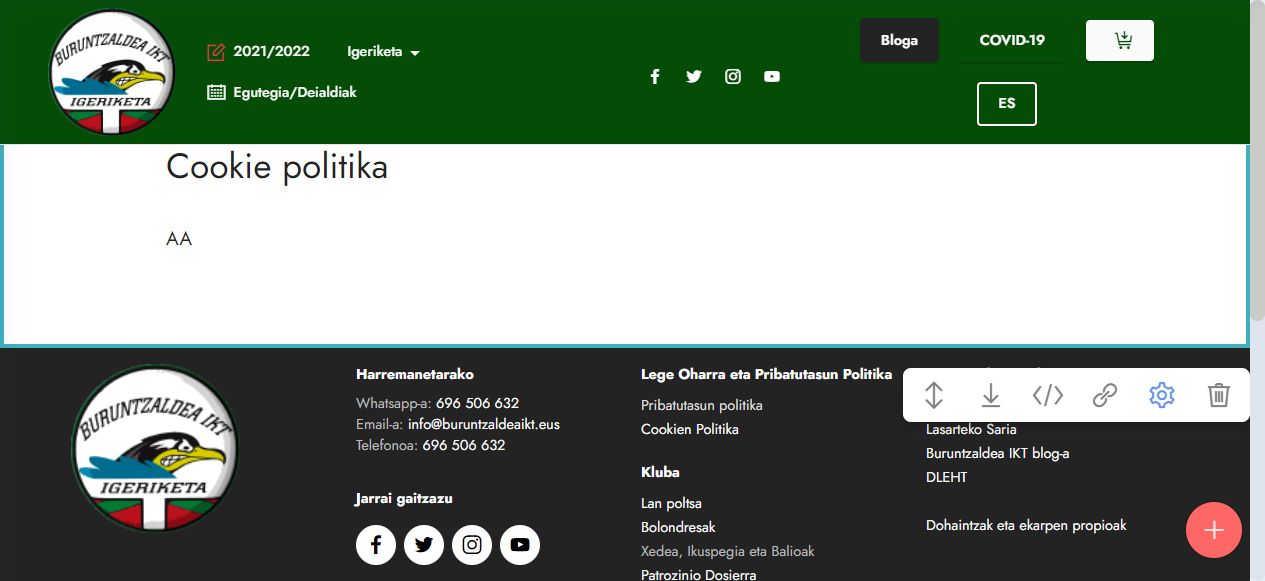 BURUNTZALDEA IKT
IGERIKETA
2021/2022
Igeriketa
Egutegia/Deialdiak
Bloga
COVID-19
ES
Cookie politika
AA
BURUNTZALDEA IKT
IGERIKETA
Harremanetarako
Whatsapp-a: 696 506 632
Email-a: info@buruntzaldeaikt.eus
Telefonoa: 696 506 632
Jarrai gaitzazu
Lege Oharra eta Pribatutasun Politika
Pribatutasun politika
Cookien Politika
Kluba
Lan poltsa
Bolondresak
Xedea, Ikuspegia eta Balioak
Patrozinio Dosierra
Lasarteko Saria
Buruntzaldea IKT blog-a
DLEHT
Dohaintzak eta ekarpen propioak